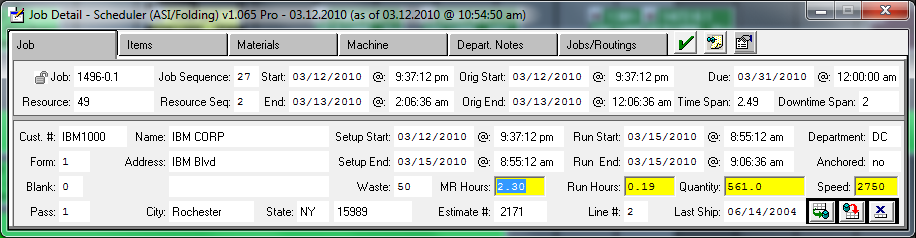 Job Detail - Scheduler (ASI/Folding) v1.065 Pro - 03.12.2010 (as of 03.12.2010 @ 10:54:50 am)
Job Items Materials Machine Depart. Notes Jobs/Routings
Job: 1496-0.1 Job Sequence: 27 Start: 03/12/2010 @: 9:37:12 pm Orig Start: 03/12/2010 @: 9:37:12 pm Due: 03/31/2010 @: 12:00:00 am
Resource: 49 Resource Seq: 2 End: 03/13/2010 @: 2:06:36 am Orig End: 03/13/2010 @: 12:06:36 am Time Span: 2.49 Downtime Span: 2
Cust. #: IBM1000 Name: IBM CORP Setup Start: 03/12/2010 @: 9:37:12 pm Run Start: 03/15/2010 @: 8:55:12 am Department: DC
Form: 1 Address: IBM Blvd Setup End: 03/15/2010 @: 8:55:12 am Run End: 03/15/2010 @: 9:06:36 am Anchored: no
Blank: 0 Waste: 50 MR Hours: 2.30 Run Hours: 0.19 Quantity: 561.0 Speed: 2750
Pass: 1 City: Rochester State: NY 15989 Estimate #: 2171 Line #: 2 Last Ship: 06/14/2004